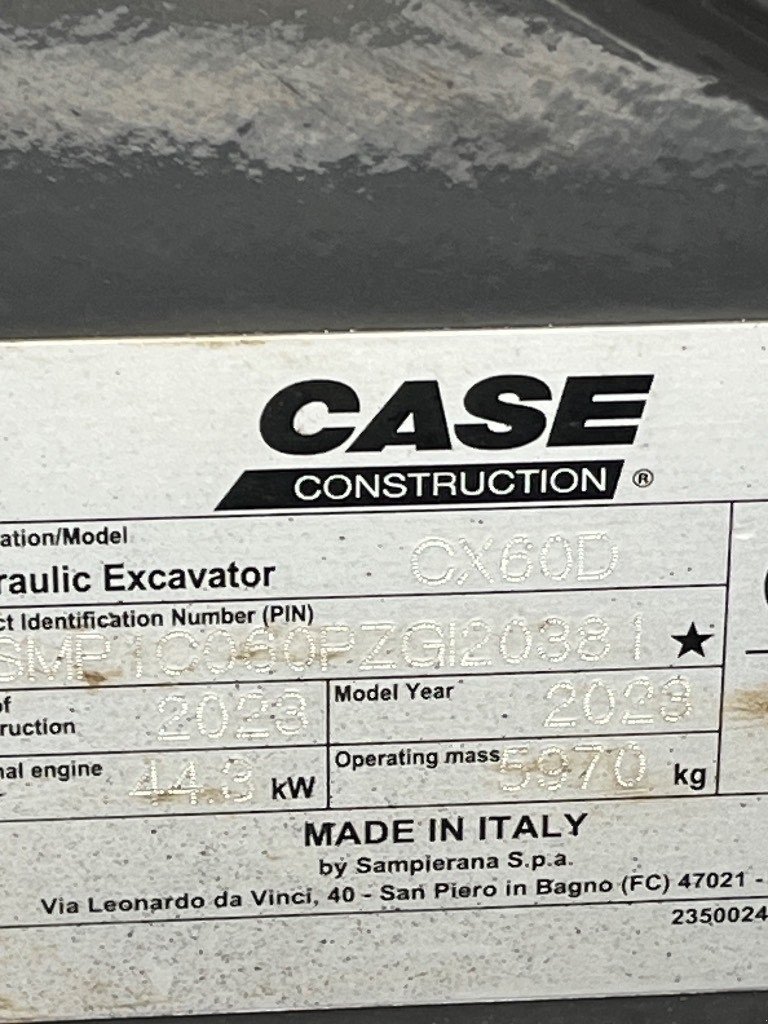 CASE
CONSTRUCTION ®
ation/Model
CX60D
raulic Excavator
ct Identification Number (PIN)
★
of
ruction
2023
Model Year
2023
nal engine
44.3 kW
Operating mass
5970 kg
MADE IN ITALY
by Sampierana S.p.a.
Via Leonardo da Vinci, 40 - San Piero in Bagno (FC) 47021 -
2350024